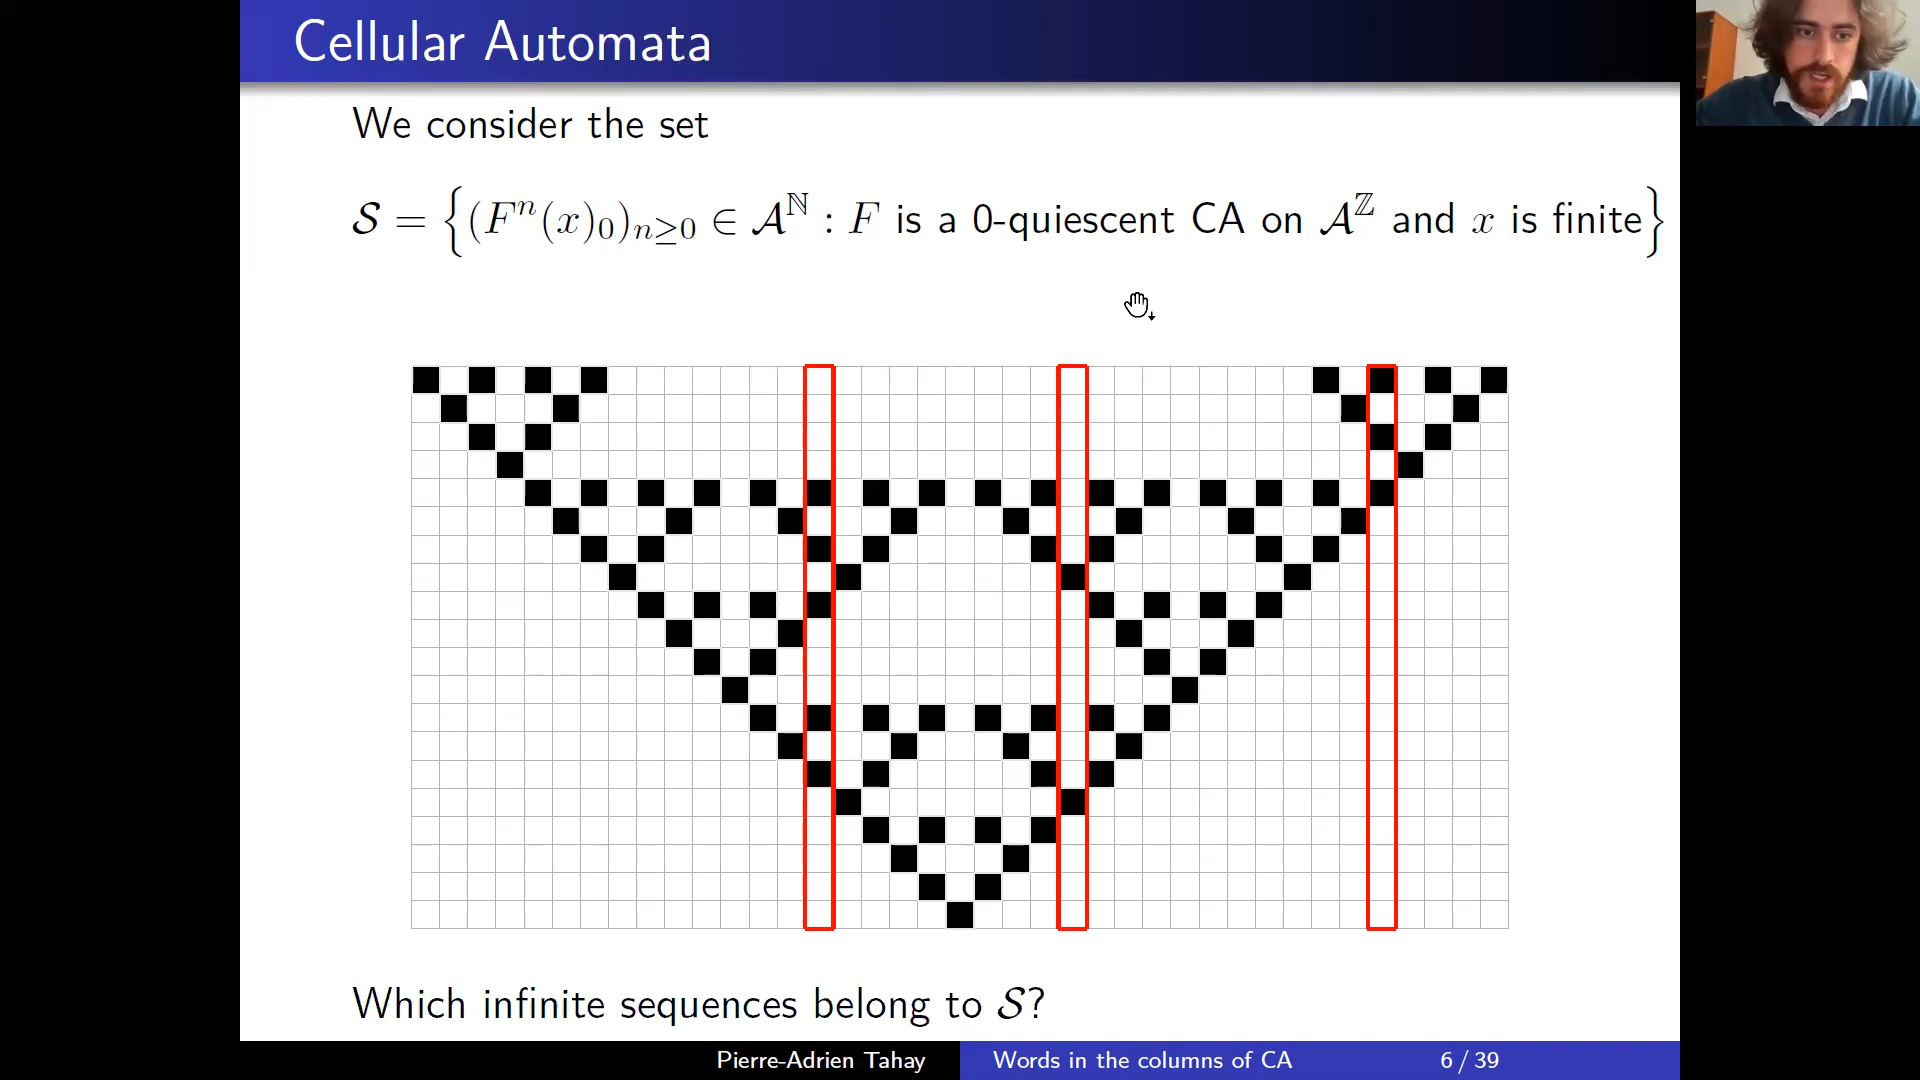 Cellular Automata
We consider the set
𝒮 = {(Fⁿ(x)₀)ₙ≥₀ ∈ 𝒜^ℕ : F is a 0-quiescent CA on 𝒜^ℤ and x is finite}
Which infinite sequences belong to 𝒮?
Pierre-Adrien Tahay Words in the columns of CA 6 / 39